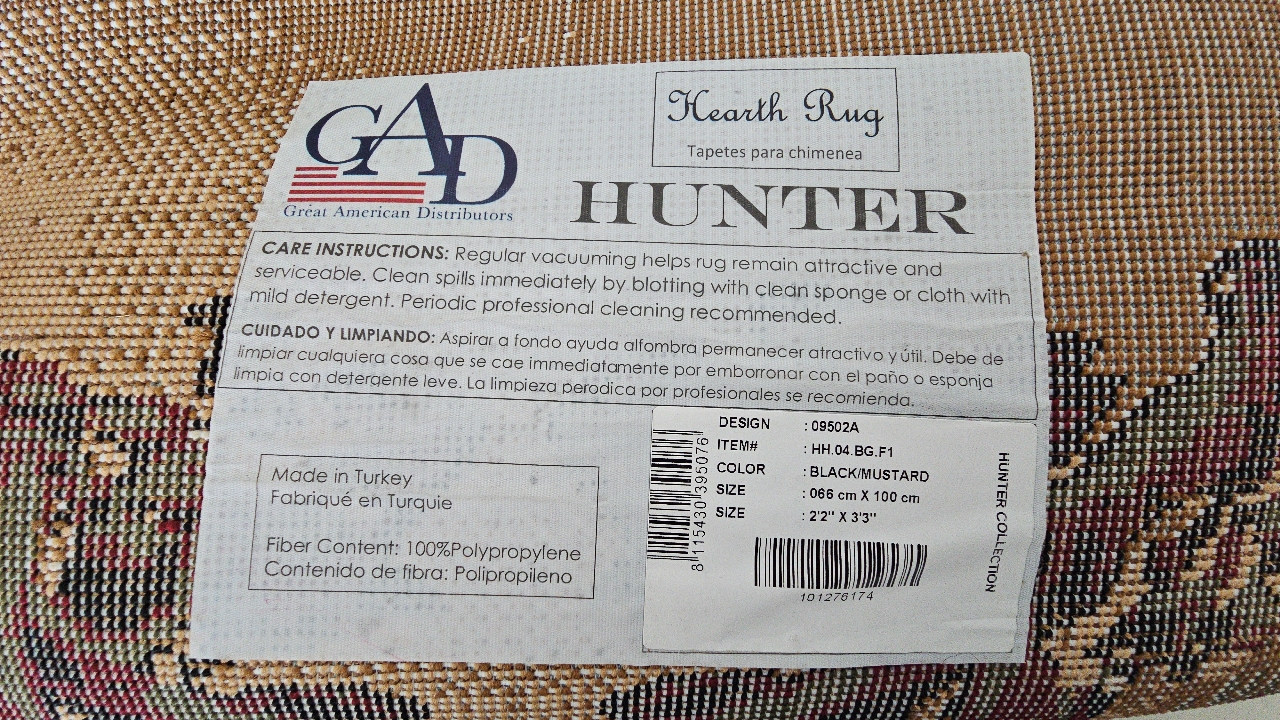 GAD
Great American Distributors
Hearth Rug
Tapetes para chimenea
HUNTER
CARE INSTRUCTIONS: Regular vacuuming helps rug remain attractive and
serviceable. Clean spills immediately by blotting with clean sponge or cloth with
mild detergent. Periodic professional cleaning recommended.
CUIDADO Y LIMPIANDO: Aspirar a fondo ayuda alfombra permanecer atractivo y útil. Debe de
limpiar cualquiera cosa que se cae immediatamente por emborronar con el paño o esponja
limpia con detergente leve. La limpieza perodica por profesionales se recomienda.
Made in Turkey
Fabriqué en Turquie
Fiber Content: 100%Polypropylene
Contenido de fibra: Polipropileno
8 115430 395076
DESIGN : 09502A
ITEM# : HH.04.BG.F1
COLOR : BLACK/MUSTARD
SIZE : 066 cm X 100 cm
SIZE : 2'2" X 3'3"
101276174
HUNTER COLLECTION